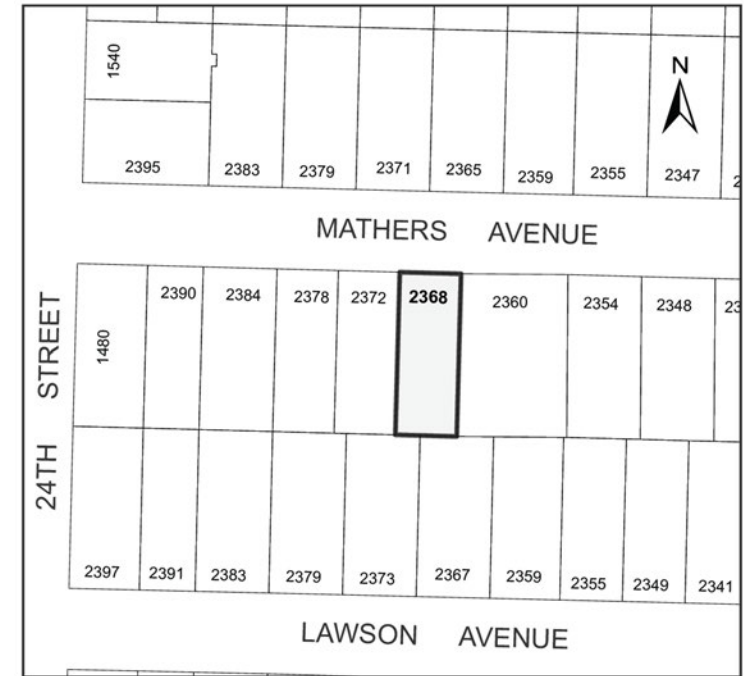 1540
N
2395 2383 2379 2371 2365 2359 2355 2347
MATHERS AVENUE
2390 2384 2378 2372 2368 2360 2354 2348
1480
24TH STREET
2397 2391 2383 2379 2373 2367 2359 2355 2349 2341
LAWSON AVENUE